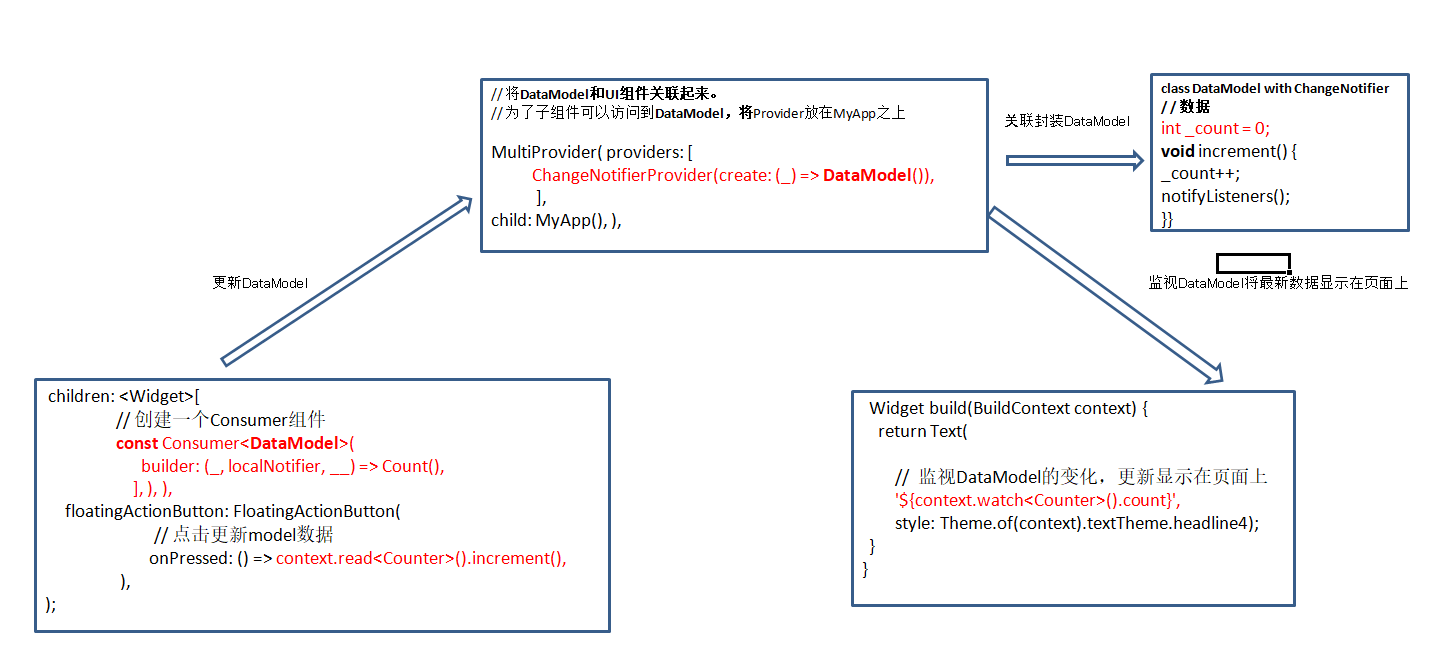 // 将DataModel和UI组件关联起来。
// 为了子组件可以访问到DataModel，将Provider放在MyApp之上
MultiProvider( providers: [
ChangeNotifierProvider(create: (_) => DataModel()),
],
child: MyApp(), ),
关联封装DataModel
class DataModel with ChangeNotifier
// 数据
int _count = 0;
void increment() {
_count++;
notifyListeners();
}}
更新DataModel
监视DataModel将最新数据显示在页面上
children: <Widget>[
// 创建一个Consumer组件
const Consumer<DataModel>(
builder: (_, localNotifier, __) => Count(),
], ), ),
floatingActionButton: FloatingActionButton(
// 点击更新model数据
onPressed: () => context.read<Counter>().increment(),
),
);
Widget build(BuildContext context) {
return Text(
// 监视DataModel的变化，更新显示在页面上
'${context.watch<Counter>().count}',
style: Theme.of(context).textTheme.headline4);
}
}